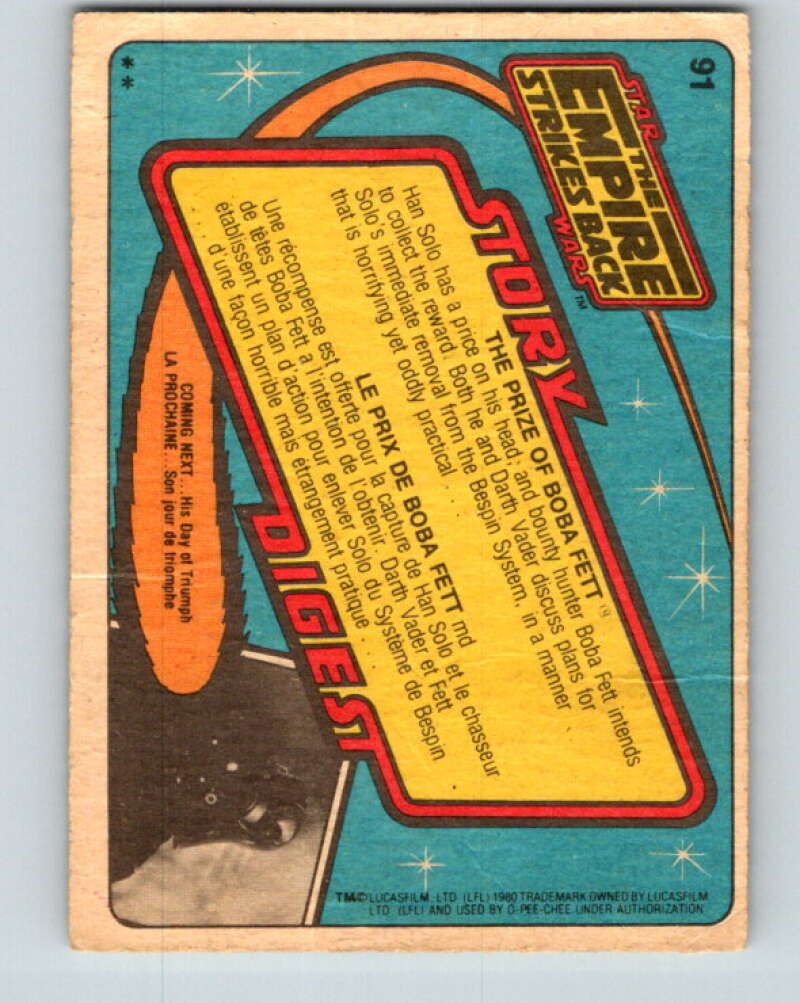 91
STAR
THE
EMPIRE
STRIKES BACK
WARS™
STORY
THE PRIZE OF BOBA FETT™
Han Solo has a price on his head; and bounty hunter Boba Fett intends
to collect the reward. Both he and Darth Vader discuss plans for
Solo's immediate removal from the Bespin System, in a manner
that is horrifying yet oddly practical . . .
LE PRIX DE BOBA FETT md
Une récompense est offerte pour la capture de Han Solo et le chasseur
de têtes Boba Fett a l'intention de l'obtenir. Darth Vader et Fett
établissent un plan d'action pour enlever Solo du Système de Bespin
. . . d'une façon horrible mais étrangement pratique . . .
DIGEST
COMING NEXT...His Day of Triumph
LA PROCHAINE...Son jour de triomphe
**
TM© LUCASFILM, LTD. (LFL) 1980 TRADEMARK OWNED BY LUCASFILM
LTD. (LFL) AND USED BY O-PEE-CHEE UNDER AUTHORIZATION